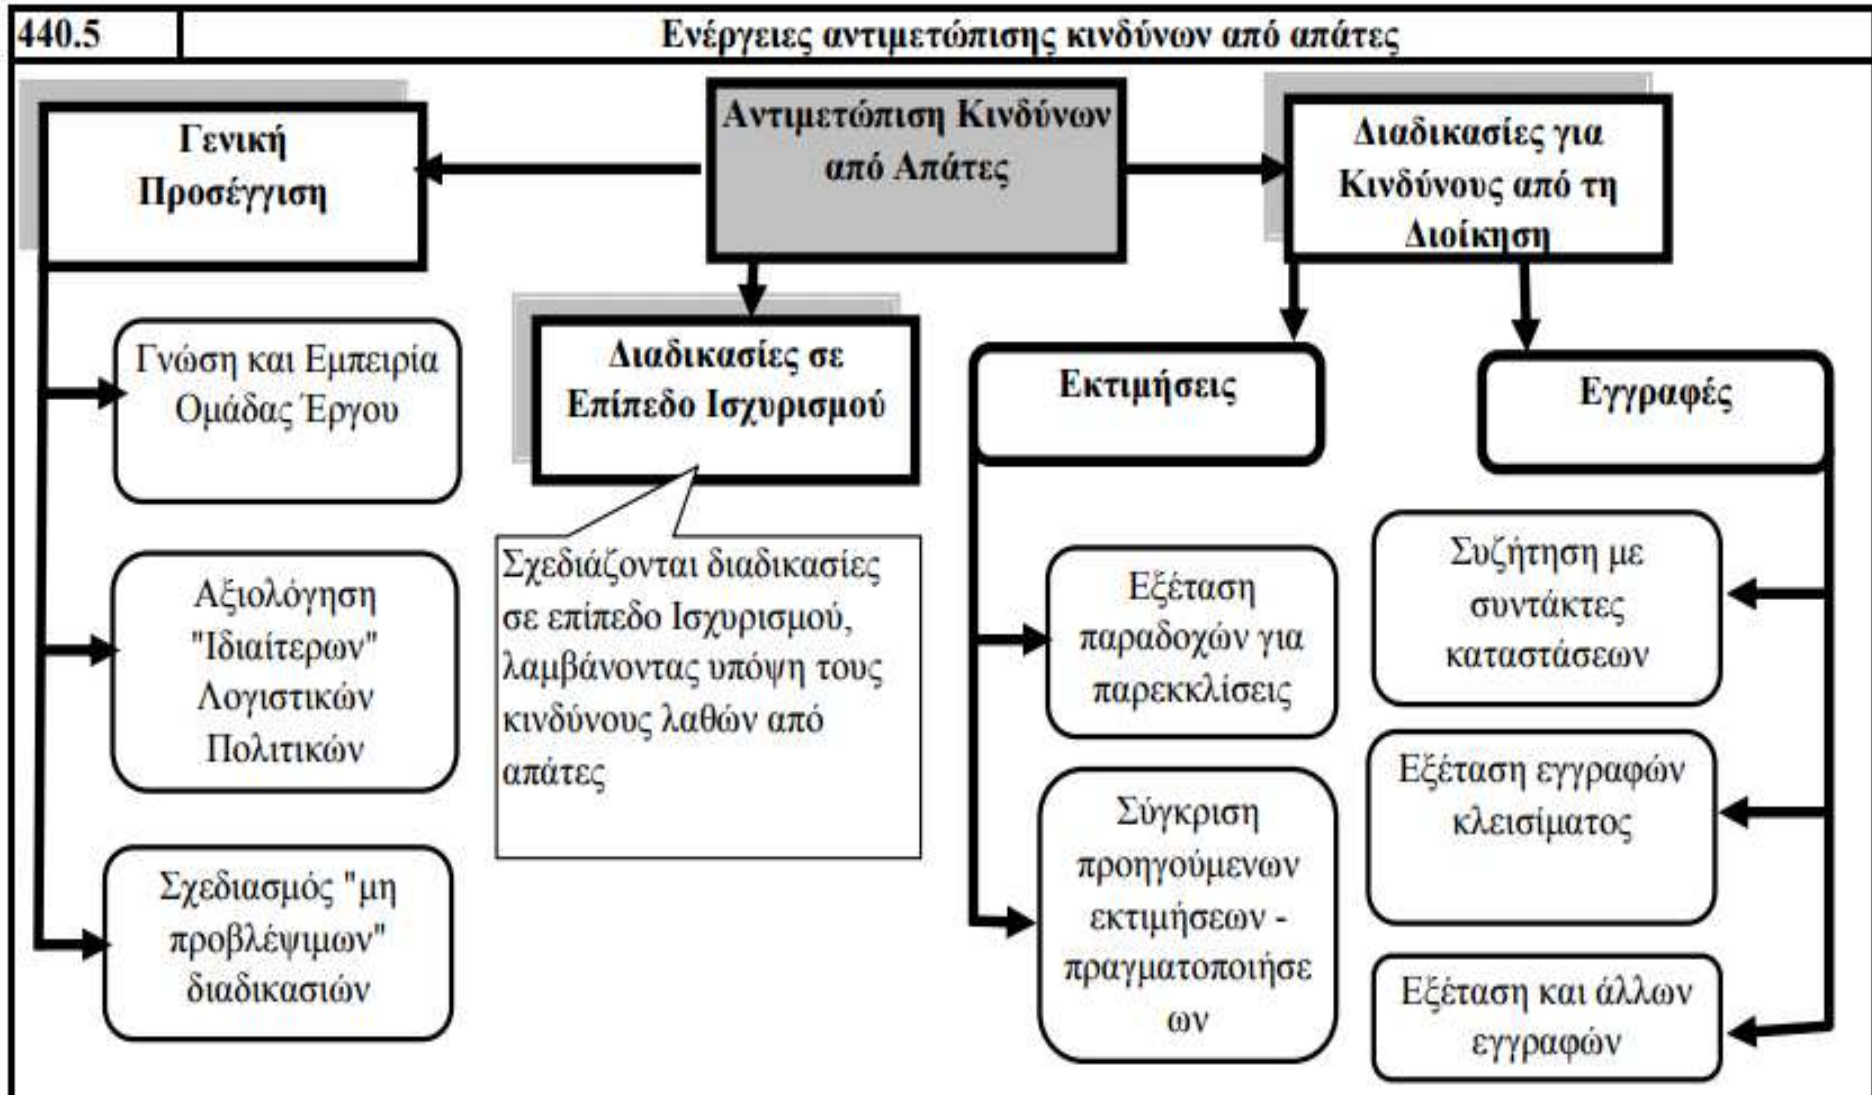 440.5
Ενέργειες αντιμετώπισης κινδύνων από απάτες
Γενική
Προσέγγιση
Αντιμετώπιση Κινδύνων
από Απάτες
Διαδικασίες για
Κινδύνους από τη
Διοίκηση
Γνώση και Εμπειρία
Ομάδας Έργου
Αξιολόγηση
"Ιδιαίτερων"
Λογιστικών
Πολιτικών
Σχεδιασμός "μη
προβλέψιμων"
διαδικασιών
Διαδικασίες σε
Επίπεδο Ισχυρισμού
Σχεδιάζονται διαδικασίες
σε επίπεδο Ισχυρισμού,
λαμβάνοντας υπόψη τους
κινδύνους λαθών από
απάτες
Εκτιμήσεις
Εξέταση
παραδοχών για
παρεκκλίσεις
Σύγκριση
προηγούμενων
εκτιμήσεων -
πραγματοποιήσε
ων
Εγγραφές
Συζήτηση με
συντάκτες
καταστάσεων
Εξέταση εγγραφών
κλεισίματος
Εξέταση και άλλων
εγγραφών